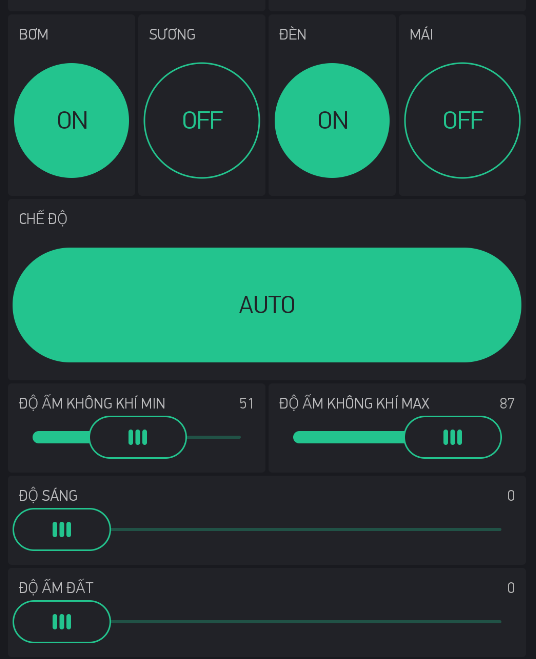 BƠM SƯƠNG ĐÈN MÁI
ON OFF ON OFF
CHẾ ĐỘ
AUTO
ĐỘ ẨM KHÔNG KHÍ MIN 51 ĐỘ ẨM KHÔNG KHÍ MAX 87
ĐỘ SÁNG 0
ĐỘ ẨM ĐẤT 0